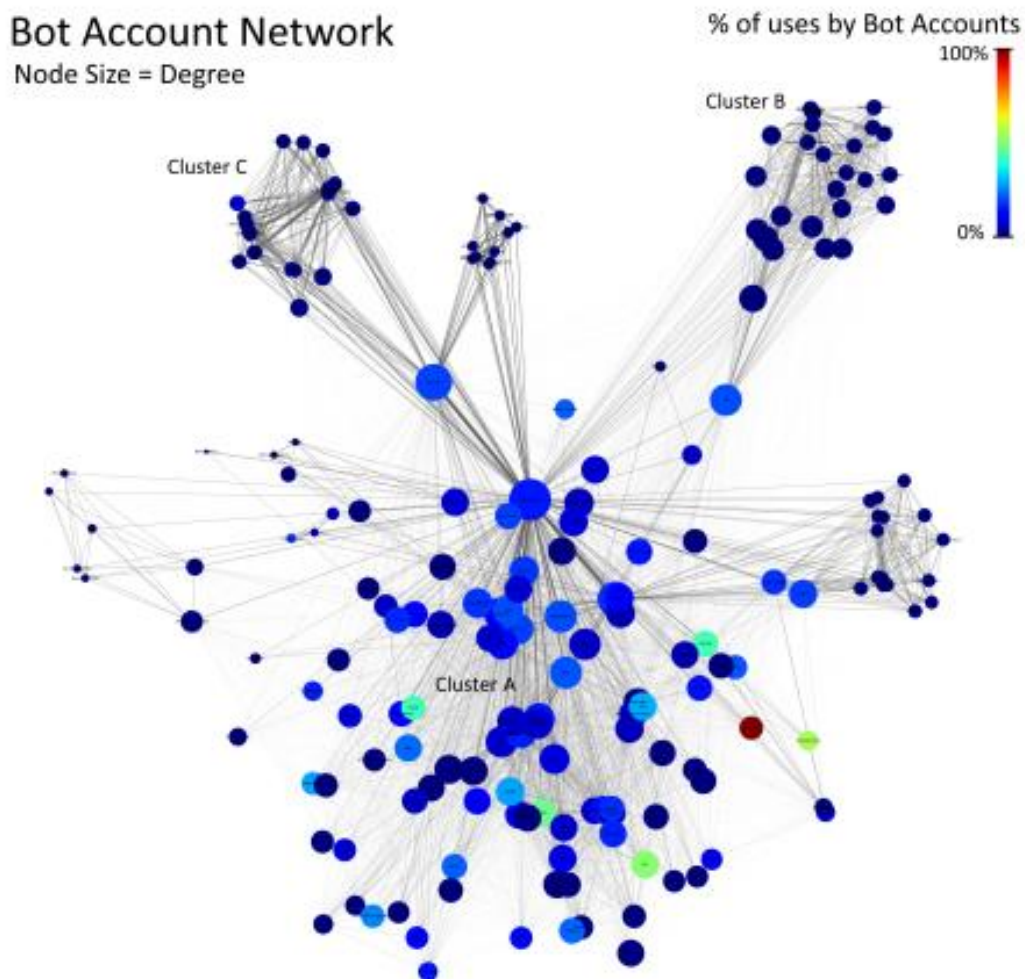 Bot Account Network
Node Size = Degree
% of uses by Bot Accounts
100%
0%
Cluster B
Cluster C
Cluster A